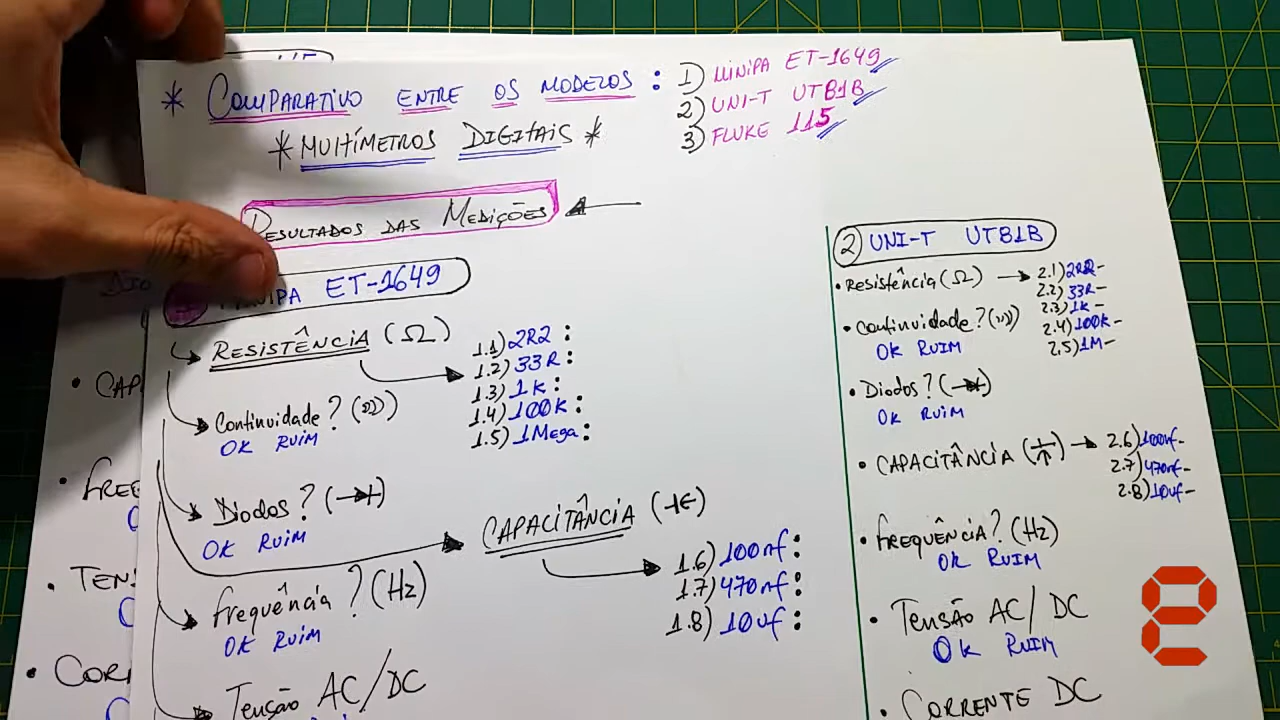 * COMPARATIVO ENTRE OS MODELOS :
1) MINIPA ET-1649
2) UNI-T UT81B
3) FLUKE 115
* MULTÍMETROS DIGITAIS *
RESULTADOS DAS MEDIÇÕES
MINIPA ET-1649
RESISTÊNCIA (Ω)
1.1) 2R2 :
1.2) 33R :
1.3) 1K :
1.4) 100K :
1.5) 1Mega :
Continuidade ?
OK RUIM
Diodos ?
OK RUIM
CAPACITÂNCIA
1.6) 100nf :
1.7) 470nf :
1.8) 10uf :
frequência ? (Hz)
OK RUIM
Tensão AC/DC
2 UNI-T UT81B
• Resistência (Ω) → 2.1) 2R2 -
2.2) 33R -
2.3) 1K -
2.4) 100K -
2.5) 1M -
• Continuidade ?
OK RUIM
• Diodos ?
OK RUIM
• CAPACITÂNCIA → 2.6) 100nf -
2.7) 470nf -
2.8) 10uf -
• frequência ? (Hz)
OK RUIM
• Tensão AC/DC
OK RUIM
• CORRENTE DC
• CAP
• FREE
• TEN
• COR
e